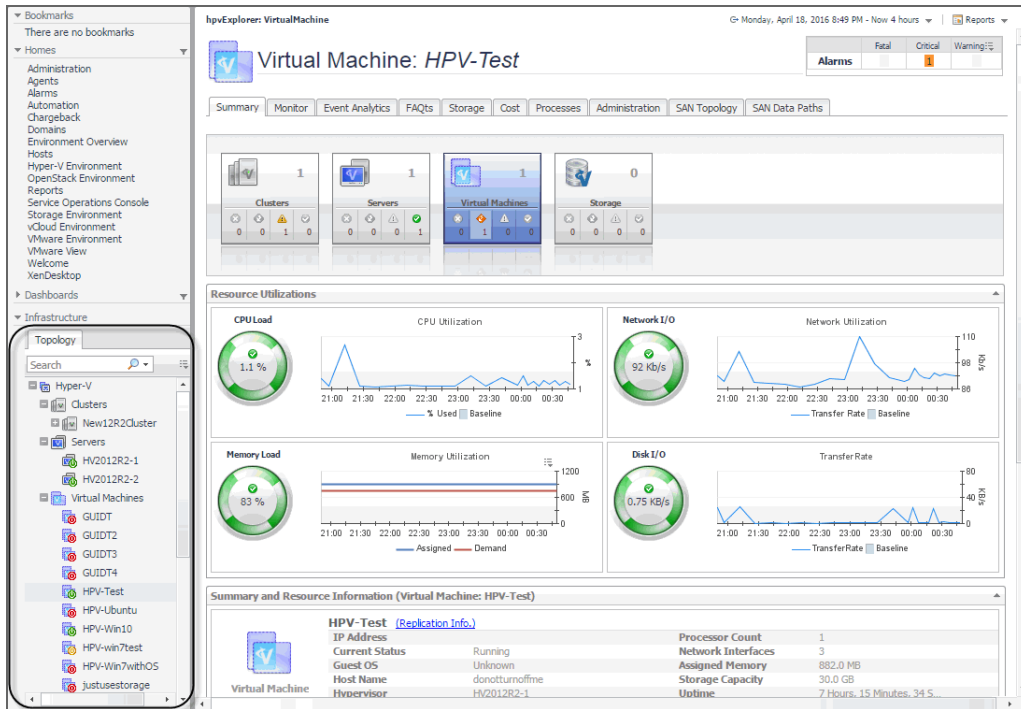 Bookmarks
There are no bookmarks
Homes
Administration
Agents
Alarms
Automation
Chargeback
Domains
Environment Overview
Hosts
Hyper-V Environment
OpenStack Environment
Reports
Service Operations Console
Storage Environment
vCloud Environment
VMware Environment
VMware View
Welcome
XenDesktop
Dashboards
Infrastructure
Topology
Search
Hyper-V
Clusters
New12R2Cluster
Servers
HV2012R2-1
HV2012R2-2
Virtual Machines
GUIDT
GUIDT2
GUIDT3
GUIDT4
HPV-Test
HPV-Ubuntu
HPV-Win10
HPV-win7test
HPV-Win7withOS
justusestorage
hpvExplorer: VirtualMachine
Monday, April 18, 2016 8:49 PM - Now 4 hours
Reports
Virtual Machine: HPV-Test
Fatal Critical Warning
Alarms 1
Summary Monitor Event Analytics FAQts Storage Cost Processes Administration SAN Topology SAN Data Paths
1 1 1 0
Clusters Servers Virtual Machines Storage
0 0 1 0 0 0 0 1 0 1 0 0 0 0 0 0
Resource Utilizations
CPU Load
1.1 %
CPU Utilization
3
%
1
21:00 21:30 22:00 22:30 23:00 23:30 00:00 00:30
% Used Baseline
Network I/O
92 Kb/s
Network Utilization
110
98
86
Kb/s
21:00 21:30 22:00 22:30 23:00 23:30 00:00 00:30
Transfer Rate Baseline
Memory Load
83 %
Memory Utilization
1200
600
0
MB
21:00 21:30 22:00 22:30 23:00 23:30 00:00 00:30
Assigned Demand
Disk I/O
0.75 KB/s
TransferRate
80
40
0
KB/s
21:00 21:30 22:00 22:30 23:00 23:30 00:00 00:30
TransferRate Baseline
Summary and Resource Information (Virtual Machine: HPV-Test)
Virtual Machine
HPV-Test (Replication Info.)
IP Address
Processor Count 1
Current Status Running
Network Interfaces 3
Guest OS Unknown
Assigned Memory 882.0 MB
Host Name donotturnoffme
Storage Capacity 30.0 GB
Hypervisor HV2012R2-1
Uptime 7 Hours, 15 Minutes, 34 S...